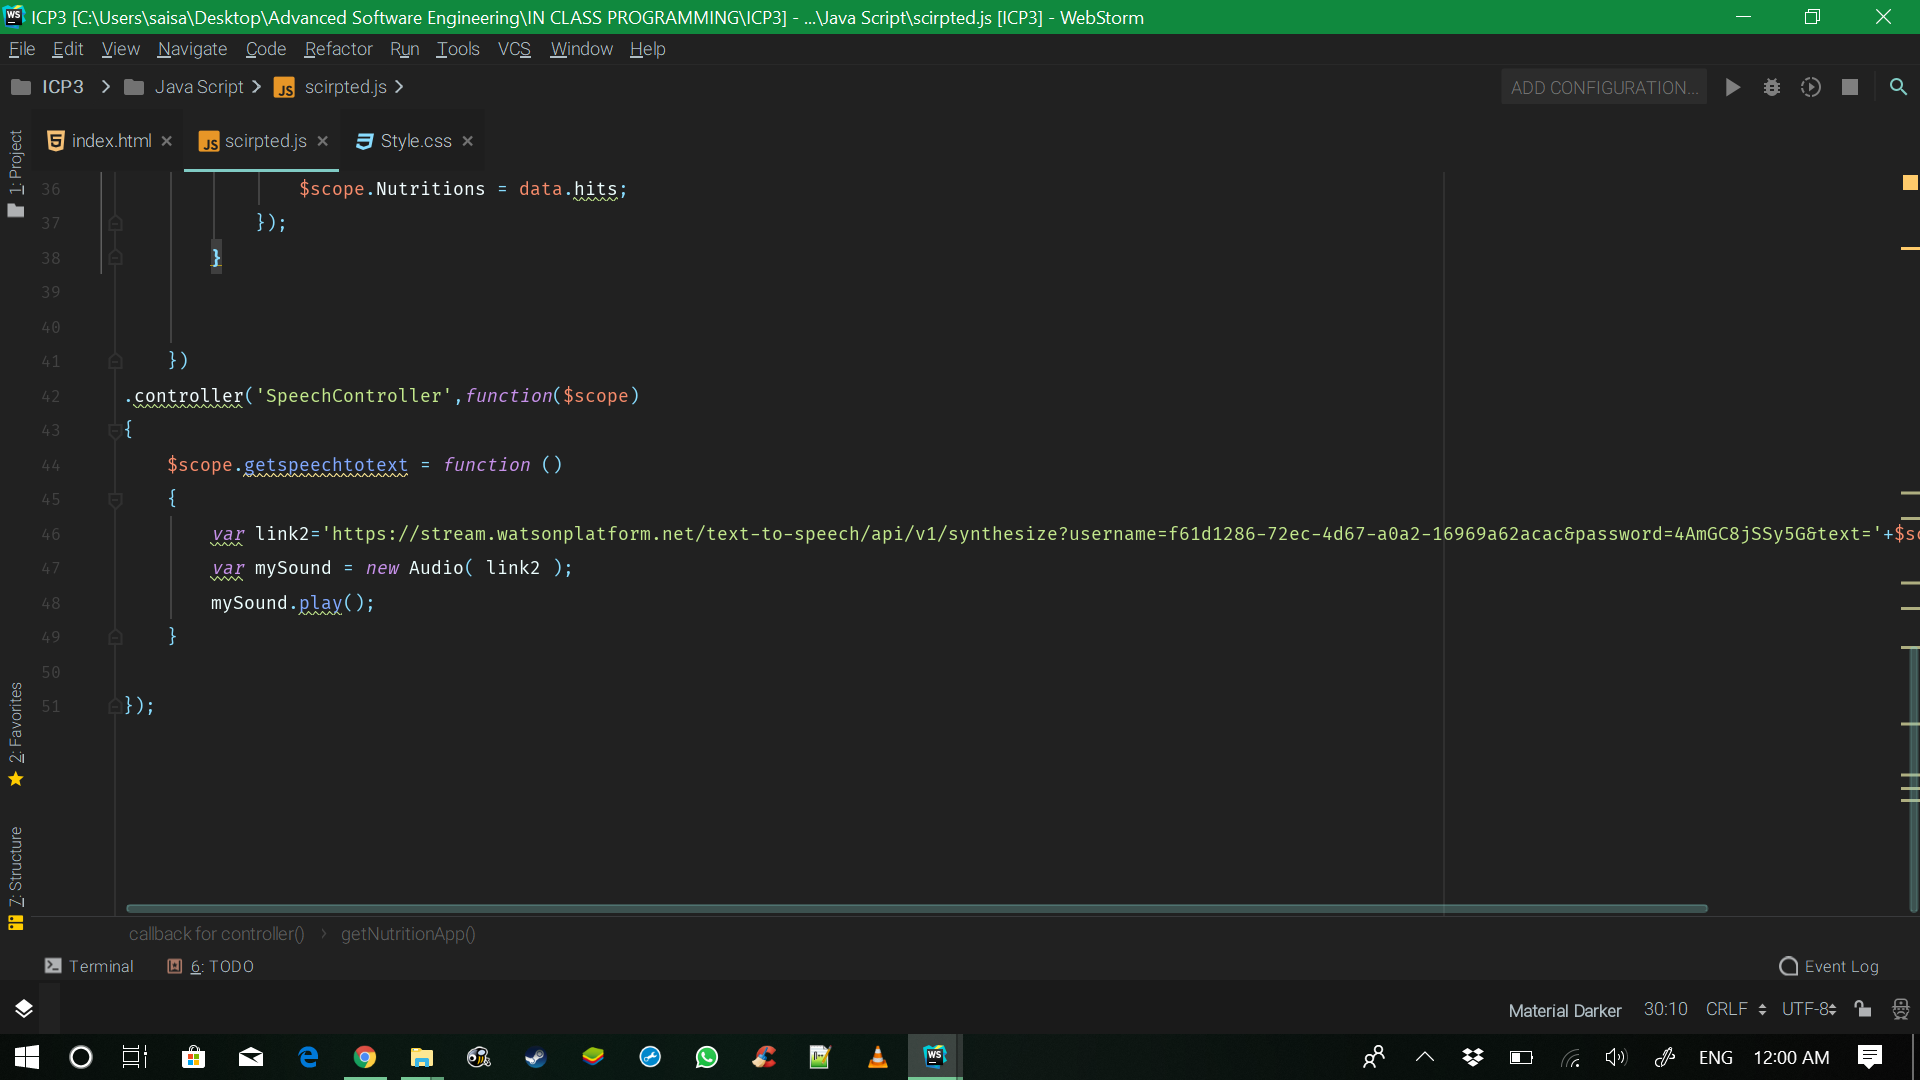 WS ICP3 [C:\Users\saisa\Desktop\Advanced Software Engineering\IN CLASS PROGRAMMING\ICP3] - ...\Java Script\scirpted.js [ICP3] - WebStorm
File Edit View Navigate Code Refactor Run Tools VCS Window Help
ICP3 Java Script JS scirpted.js ADD CONFIGURATION...
1: Project
index.html JS scirpted.js Style.css
36 $scope.Nutritions = data.hits;
37 });
38 }
39
40
41 })
42 .controller('SpeechController',function($scope)
43 {
44 $scope.getspeechtotext = function ()
45 {
46 var link2='https://stream.watsonplatform.net/text-to-speech/api/v1/synthesize?username=f61d1286-72ec-4d67-a0a2-16969a62acac&password=4AmGC8jSSy5G&text='+$sc
47 var mySound = new Audio( link2 );
48 mySound.play();
49 }
50
51 });
2: Favorites
7: Structure
callback for controller() › getNutritionApp()
Terminal 6: TODO Event Log
Material Darker 30:10 CRLF UTF-8
WS ENG 12:00 AM